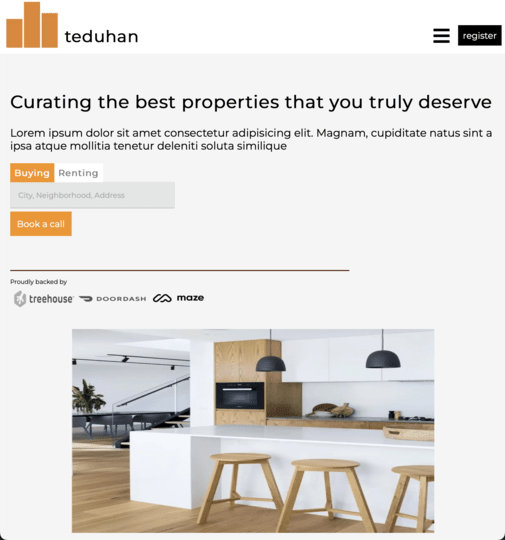 teduhan
register
Curating the best properties that you truly deserve
Lorem ipsum dolor sit amet consectetur adipisicing elit. Magnam, cupiditate natus sint a
ipsa atque mollitia tenetur deleniti soluta similique
Buying Renting
City, Neighborhood, Address
Book a call
Proudly backed by
treehouse DOORDASH maze